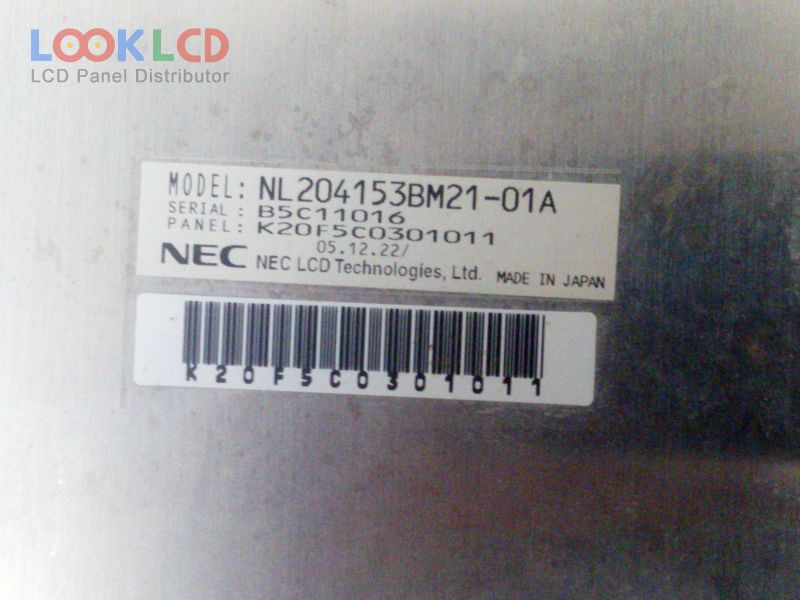 LOOKLCD
LCD Panel Distributor
MODEL: NL204153BM21-01A
SERIAL: B5C11016
PANEL: K20F5C0301011
05.12.22/
NEC NEC LCD Technologies, Ltd. MADE IN JAPAN
K20F5C0301011